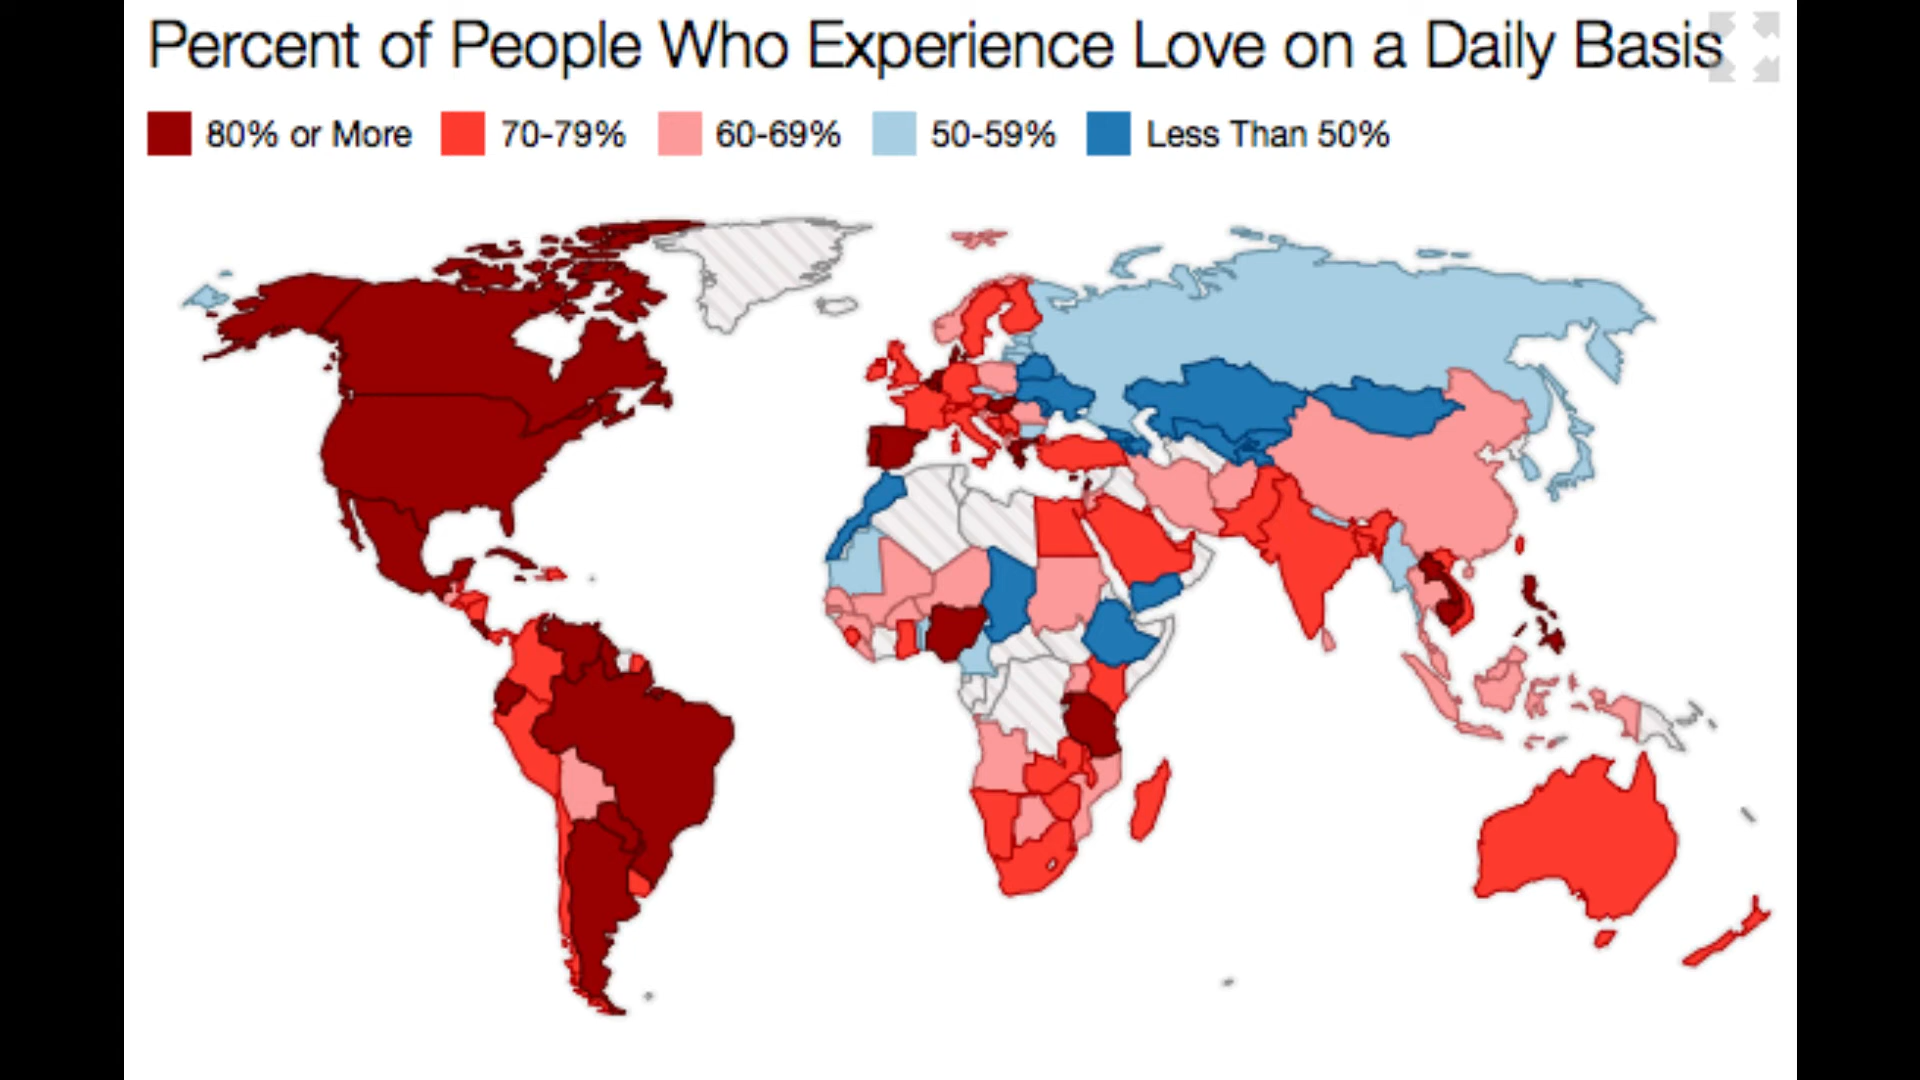 Percent of People Who Experience Love on a Daily Basis
80% or More 70-79% 60-69% 50-59% Less Than 50%